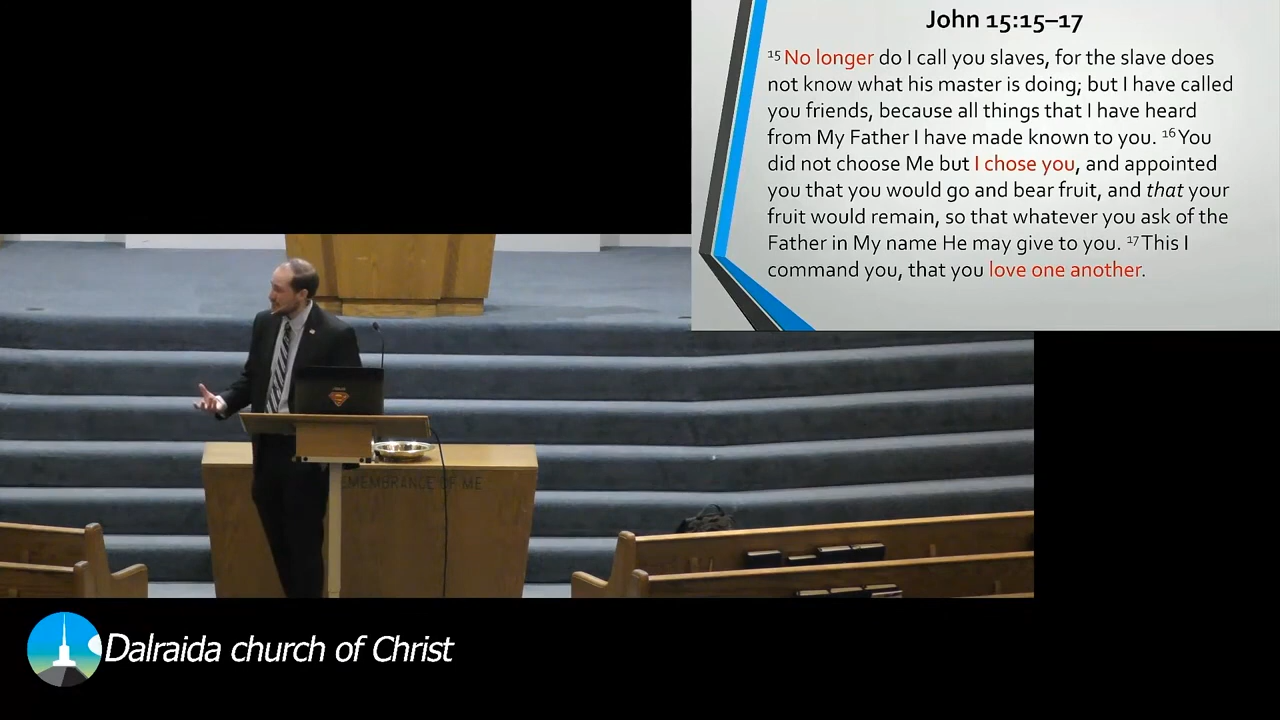 John 15:15–17
¹⁵ No longer do I call you slaves, for the slave does
not know what his master is doing; but I have called
you friends, because all things that I have heard
from My Father I have made known to you. ¹⁶ You
did not choose Me but I chose you, and appointed
you that you would go and bear fruit, and that your
fruit would remain, so that whatever you ask of the
Father in My name He may give to you. ¹⁷ This I
command you, that you love one another.
EMEMBRANCE OF ME
Dalraida church of Christ